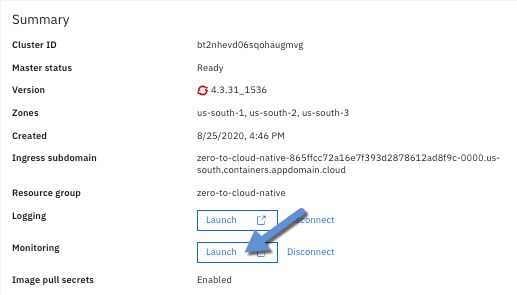 Summary
Cluster ID bt2nhevd06sqohaugmvg
Master status Ready
Version 4.3.31_1536
Zones us-south-1, us-south-2, us-south-3
Created 8/25/2020, 4:46 PM
Ingress subdomain zero-to-cloud-native-865ffcc72a16e7f393d2878612ad8f9c-0000.us-
south.containers.appdomain.cloud
Resource group zero-to-cloud-native
Logging Launch
Monitoring Launch Disconnect
Image pull secrets Enabled